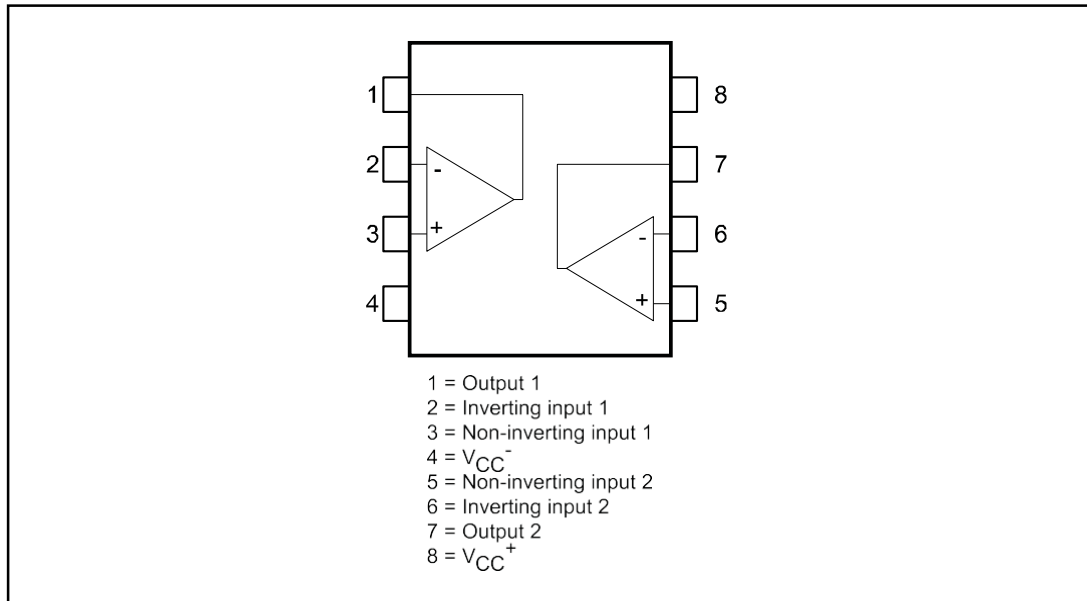 1
8
2
-
7
3
+
-
6
4
+
5
1 = Output 1
2 = Inverting input 1
3 = Non-inverting input 1
4 = VCC-
5 = Non-inverting input 2
6 = Inverting input 2
7 = Output 2
8 = VCC+